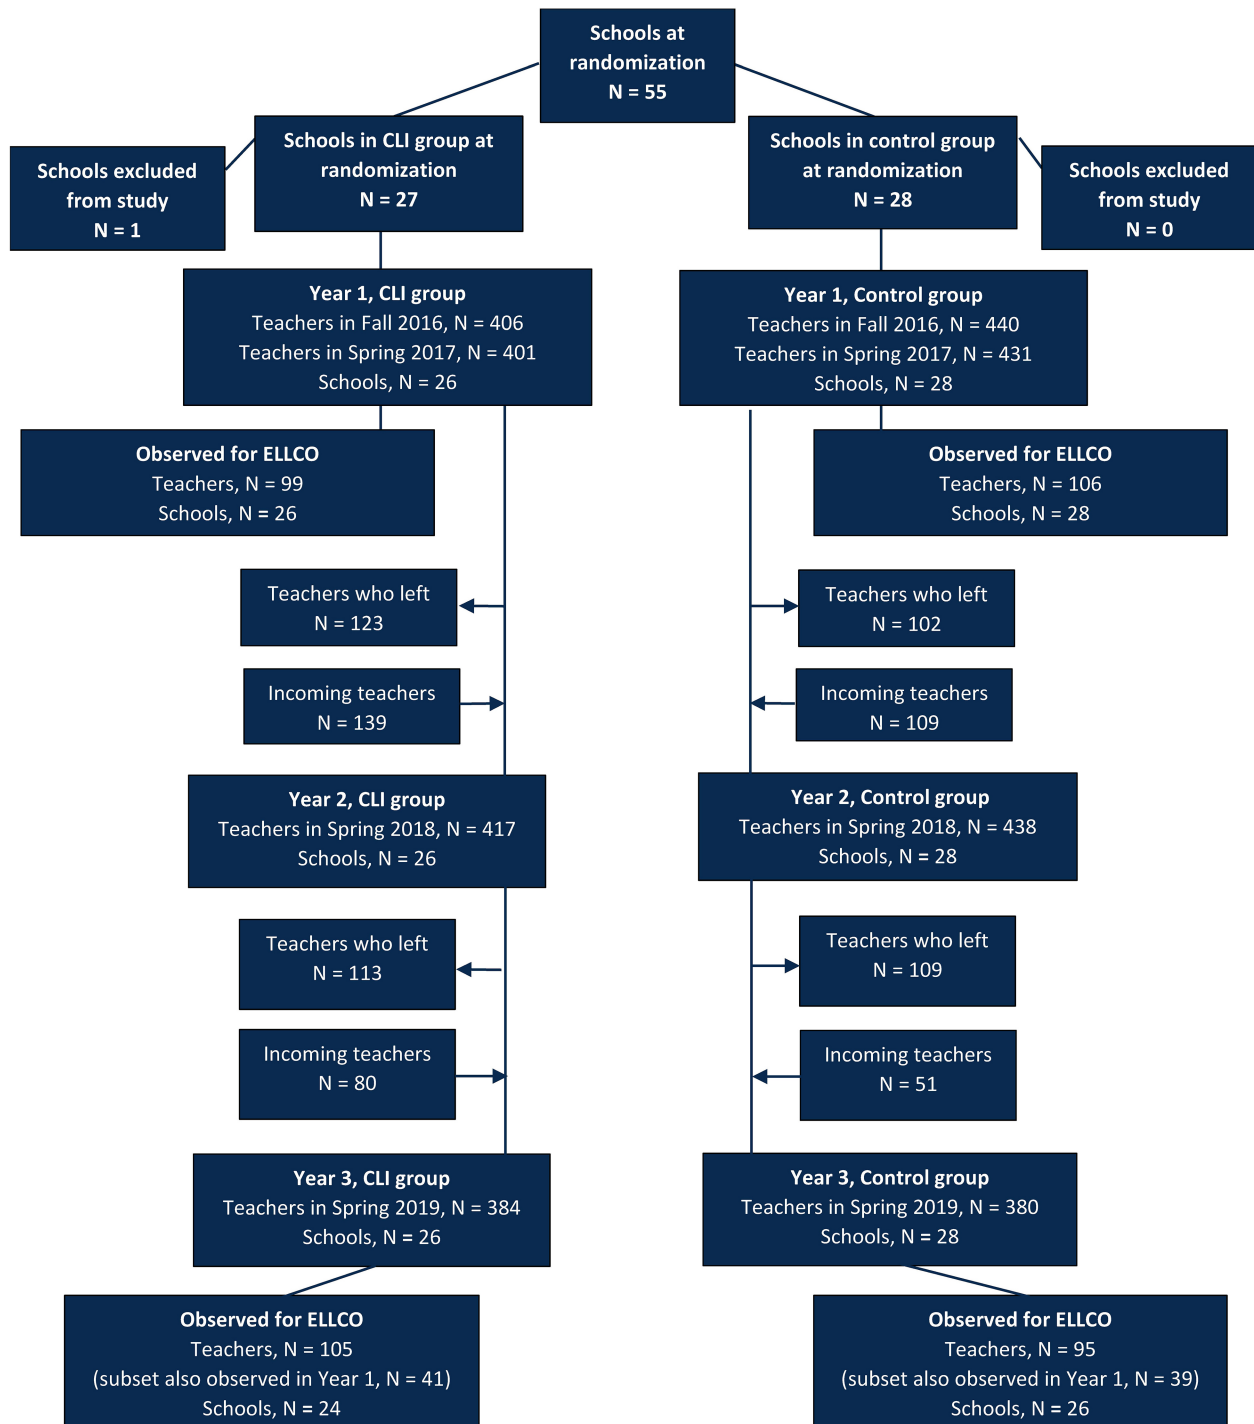 Schools at
randomization
N = 55
Schools in CLI group at
randomization
N = 27
Schools in control group
at randomization
N = 28
Schools excluded
from study
N = 1
Schools excluded
from study
N = 0
Year 1, CLI group
Teachers in Fall 2016, N = 406
Teachers in Spring 2017, N = 401
Schools, N = 26
Year 1, Control group
Teachers in Fall 2016, N = 440
Teachers in Spring 2017, N = 431
Schools, N = 28
Observed for ELLCO
Teachers, N = 99
Schools, N = 26
Observed for ELLCO
Teachers, N = 106
Schools, N = 28
Teachers who left
N = 123
Teachers who left
N = 102
Incoming teachers
N = 139
Incoming teachers
N = 109
Year 2, CLI group
Teachers in Spring 2018, N = 417
Schools, N = 26
Year 2, Control group
Teachers in Spring 2018, N = 438
Schools, N = 28
Teachers who left
N = 113
Teachers who left
N = 109
Incoming teachers
N = 80
Incoming teachers
N = 51
Year 3, CLI group
Teachers in Spring 2019, N = 384
Schools, N = 26
Year 3, Control group
Teachers in Spring 2019, N = 380
Schools, N = 28
Observed for ELLCO
Teachers, N = 105
(subset also observed in Year 1, N = 41)
Schools, N = 24
Observed for ELLCO
Teachers, N = 95
(subset also observed in Year 1, N = 39)
Schools, N = 26